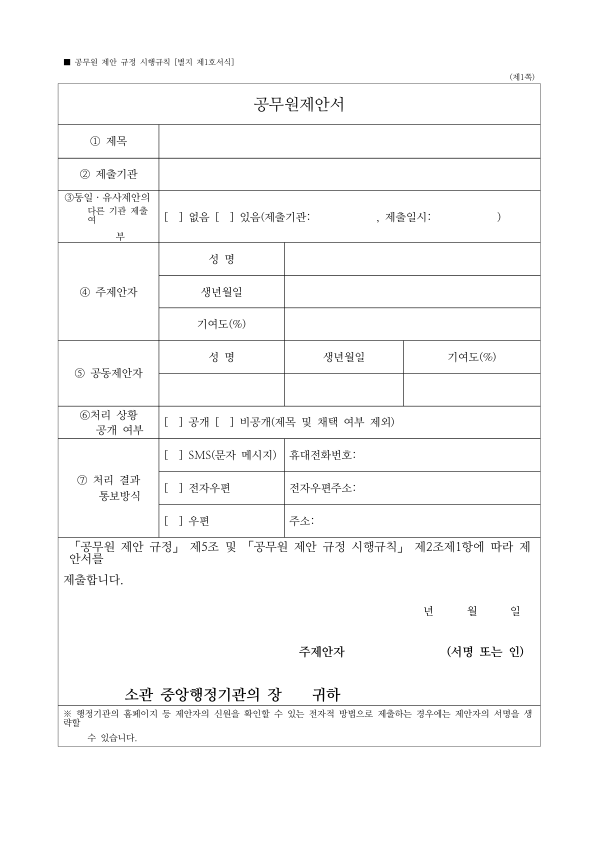 ■ 공무원 제안 규정 시행규칙 [별지 제1호서식]
(제1쪽)
공무원제안서
① 제목
② 제출기관
③동일ㆍ유사제안의
다른 기관 제출
여
부
[  ] 없음 [  ] 있음(제출기관:            , 제출일시:            )
④ 주제안자
성 명
생년월일
기여도(%)
⑤ 공동제안자
성 명
생년월일
기여도(%)
⑥처리 상황
공개 여부
[  ] 공개 [  ] 비공개(제목 및 채택 여부 제외)
⑦ 처리 결과
통보방식
[  ] SMS(문자 메시지)
휴대전화번호:
[  ] 전자우편
전자우편주소:
[  ] 우편
주소:
「공무원 제안 규정」 제5조 및 「공무원 제안 규정 시행규칙」 제2조제1항에 따라 제
안서를
제출합니다.
년 월 일
주제안자 (서명 또는 인)
소관 중앙행정기관의 장 귀하
※ 행정기관의 홈페이지 등 제안자의 신원을 확인할 수 있는 전자적 방법으로 제출하는 경우에는 제안자의 서명을 생
략할
수 있습니다.